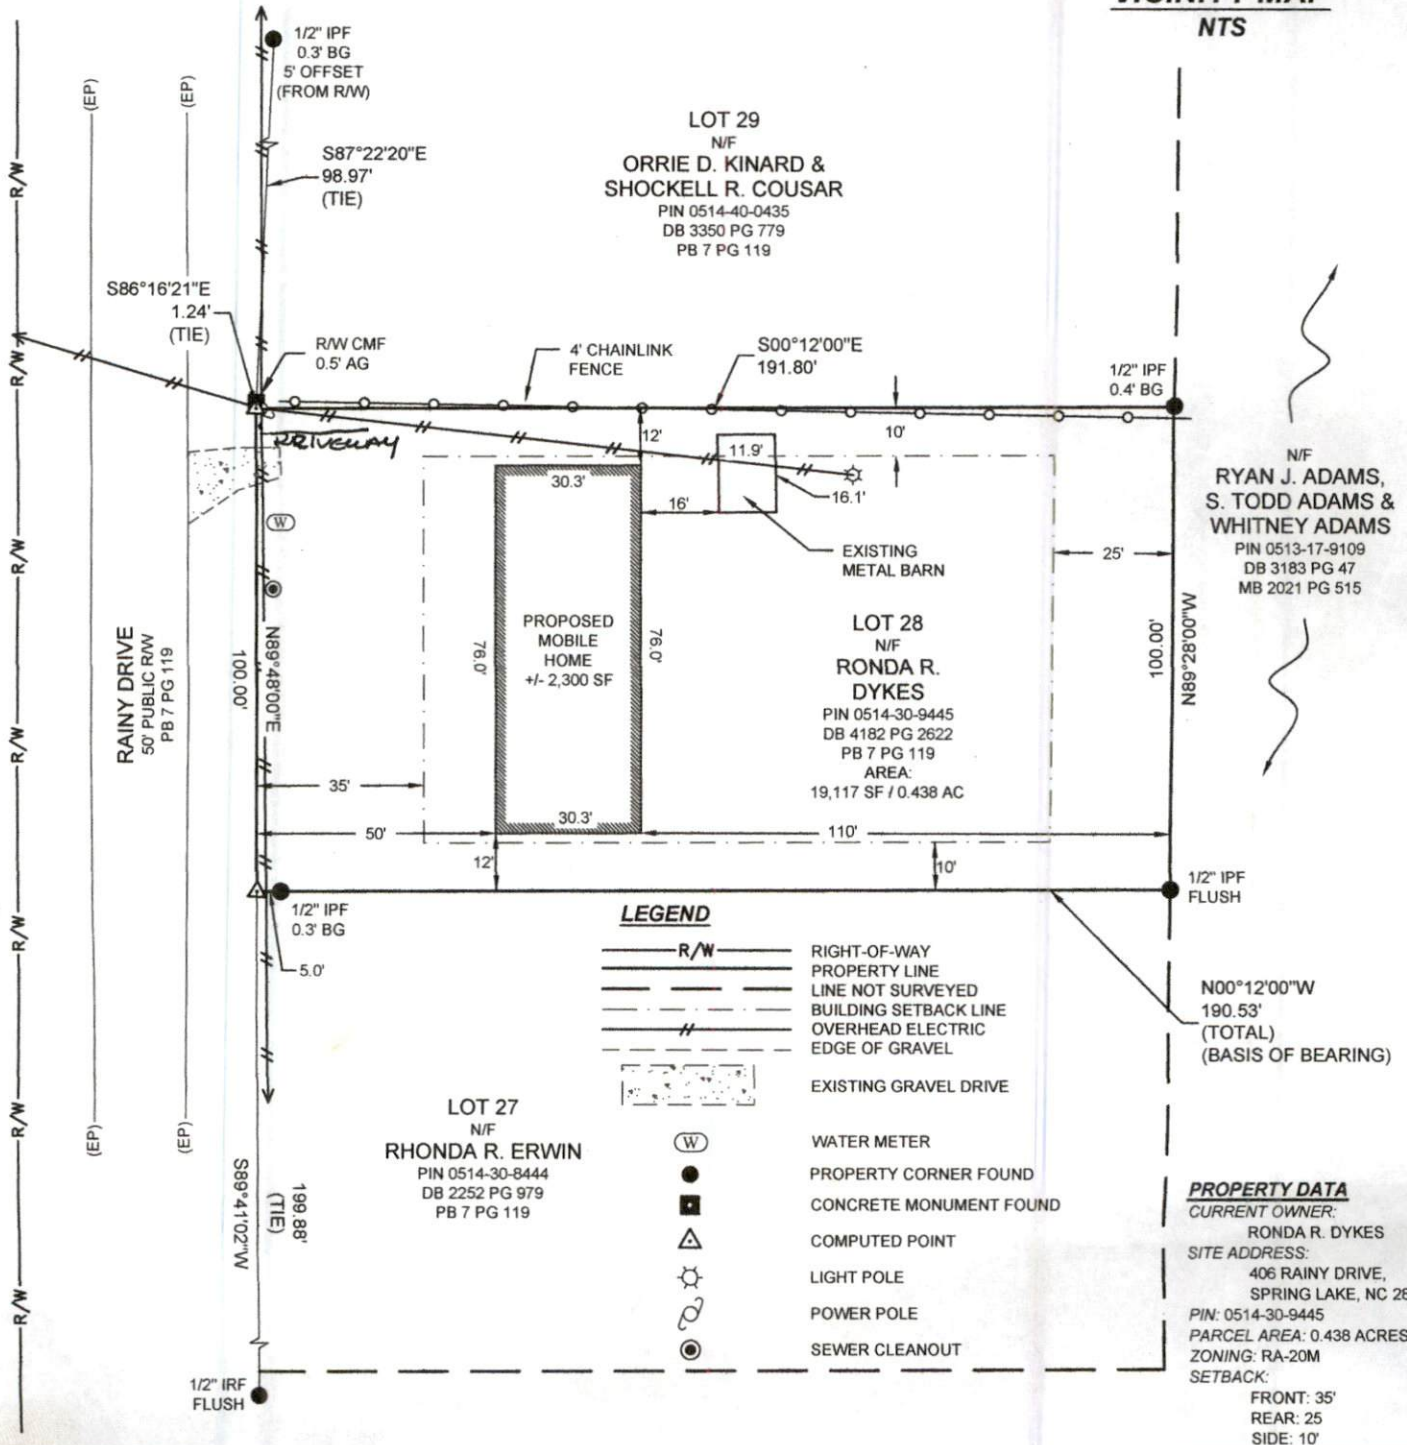 NTS
1/2" IPF
0.3' BG
5' OFFSET
(FROM R/W)
(EP)
(EP)
R/W
S87°22'20"E
98.97'
(TIE)
LOT 29
N/F
ORRIE D. KINARD &
SHOCKELL R. COUSAR
PIN 0514-40-0435
DB 3350 PG 779
PB 7 PG 119
S86°16'21"E
1.24'
(TIE)
R/W
R/W CMF
0.5' AG
4' CHAINLINK
FENCE
S00°12'00"E
191.80'
1/2" IPF
0.4' BG
DRIVEWAY
12'
10'
30.3'
11.9'
16.1'
16'
W
EXISTING
METAL BARN
25'
N/F
RYAN J. ADAMS,
S. TODD ADAMS &
WHITNEY ADAMS
PIN 0513-17-9109
DB 3183 PG 47
MB 2021 PG 515
R/W
PROPOSED
MOBILE
HOME
+/- 2,300 SF
76.0'
76.0'
LOT 28
N/F
RONDA R.
DYKES
PIN 0514-30-9445
DB 4182 PG 2622
PB 7 PG 119
AREA:
19,117 SF / 0.438 AC
100.00'
N89°28'00"W
RAINY DRIVE
50' PUBLIC R/W
PB 7 PG 119
100.00'
N89°48'00"E
R/W
35'
30.3'
50'
110'
12'
10'
1/2" IPF
0.3' BG
5.0'
1/2" IPF
FLUSH
R/W
N00°12'00"W
190.53'
(TOTAL)
(BASIS OF BEARING)
LEGEND
R/W
RIGHT-OF-WAY
PROPERTY LINE
LINE NOT SURVEYED
BUILDING SETBACK LINE
OVERHEAD ELECTRIC
EDGE OF GRAVEL
EXISTING GRAVEL DRIVE
W
WATER METER
PROPERTY CORNER FOUND
CONCRETE MONUMENT FOUND
COMPUTED POINT
LIGHT POLE
POWER POLE
SEWER CLEANOUT
R/W
(EP)
(EP)
LOT 27
N/F
RHONDA R. ERWIN
PIN 0514-30-8444
DB 2252 PG 979
PB 7 PG 119
S89°41'02"W
199.88'
(TIE)
R/W
1/2" IRF
FLUSH
PROPERTY DATA
CURRENT OWNER:
RONDA R. DYKES
SITE ADDRESS:
406 RAINY DRIVE,
SPRING LAKE, NC 28
PIN: 0514-30-9445
PARCEL AREA: 0.438 ACRES
ZONING: RA-20M
SETBACK:
FRONT: 35'
REAR: 25
SIDE: 10'